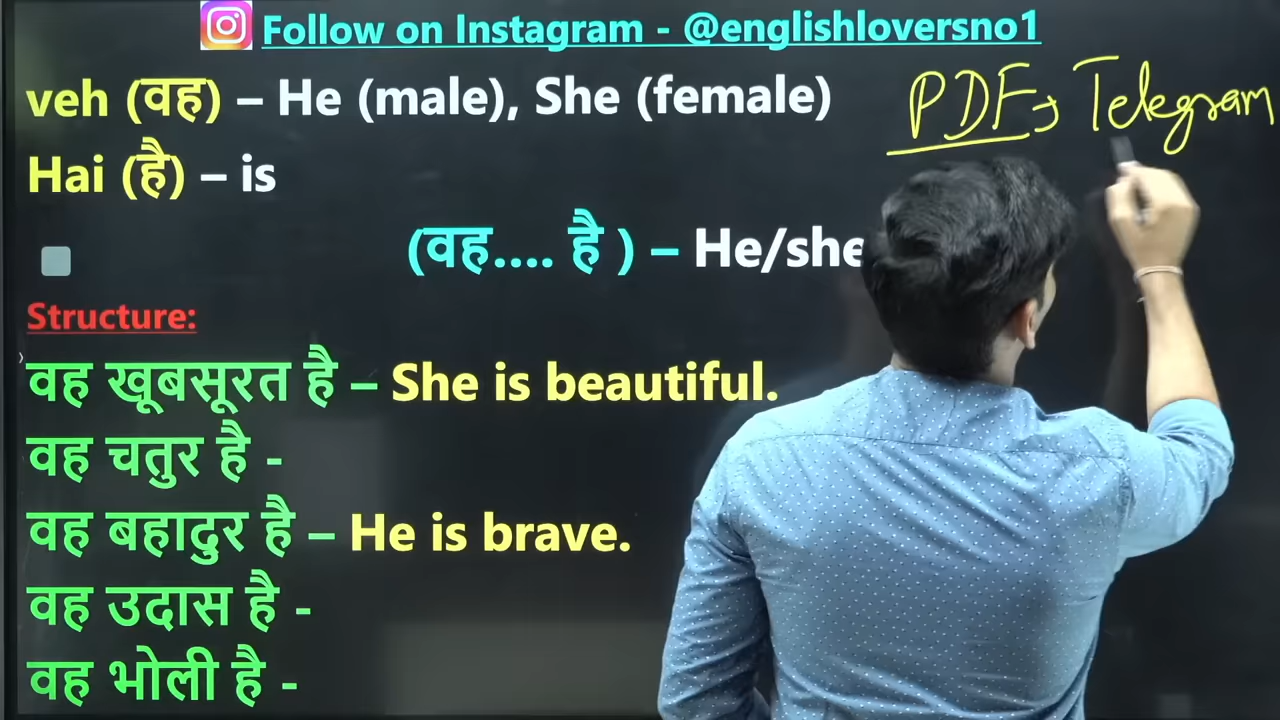 Follow on Instagram - @englishloversno1
veh (वह) – He (male), She (female)
PDF → Telegram
Hai (है) – is
(वह.... है ) – He/she
Structure:
वह खूबसूरत है – She is beautiful.
वह चतुर है -
वह बहादुर है – He is brave.
वह उदास है -
वह भोली है -